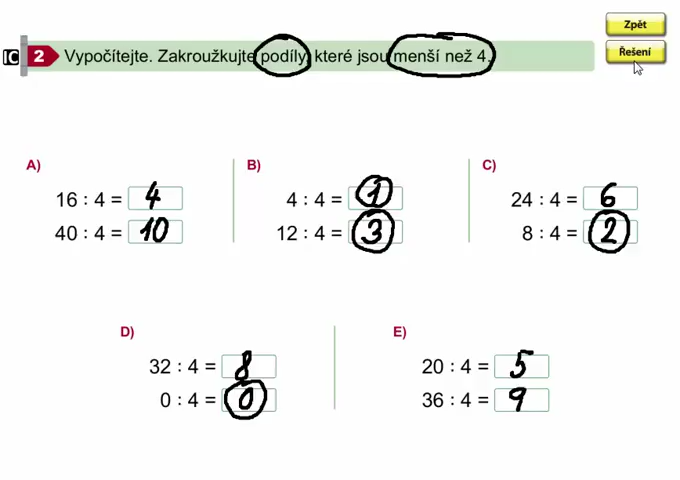 Zpět
2 Vypočítejte. Zakroužkujte podíly, které jsou menší než 4.
Řešení
A)
16 : 4 = 4
40 : 4 = 10
B)
4 : 4 = 1
12 : 4 = 3
C)
24 : 4 = 6
8 : 4 = 2
D)
32 : 4 = 8
0 : 4 = 0
E)
20 : 4 = 5
36 : 4 = 9